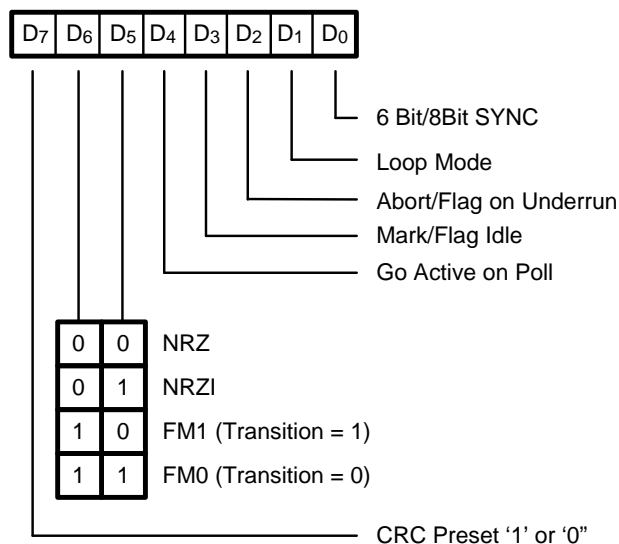 D7 D6 D5 D4 D3 D2 D1 D0
6 Bit/8Bit SYNC
Loop Mode
Abort/Flag on Underrun
Mark/Flag Idle
Go Active on Poll
0 0 NRZ
0 1 NRZI
1 0 FM1 (Transition = 1)
1 1 FM0 (Transition = 0)
CRC Preset ‘1’ or ‘0”